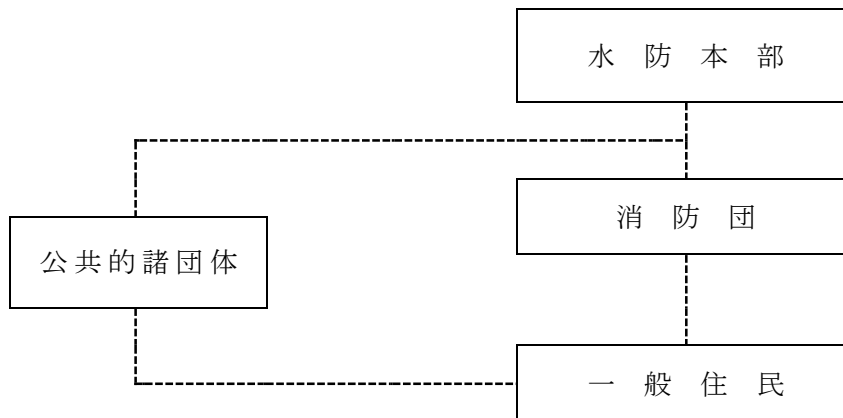 水防本部
消防団
公共的諸団体
一般住民